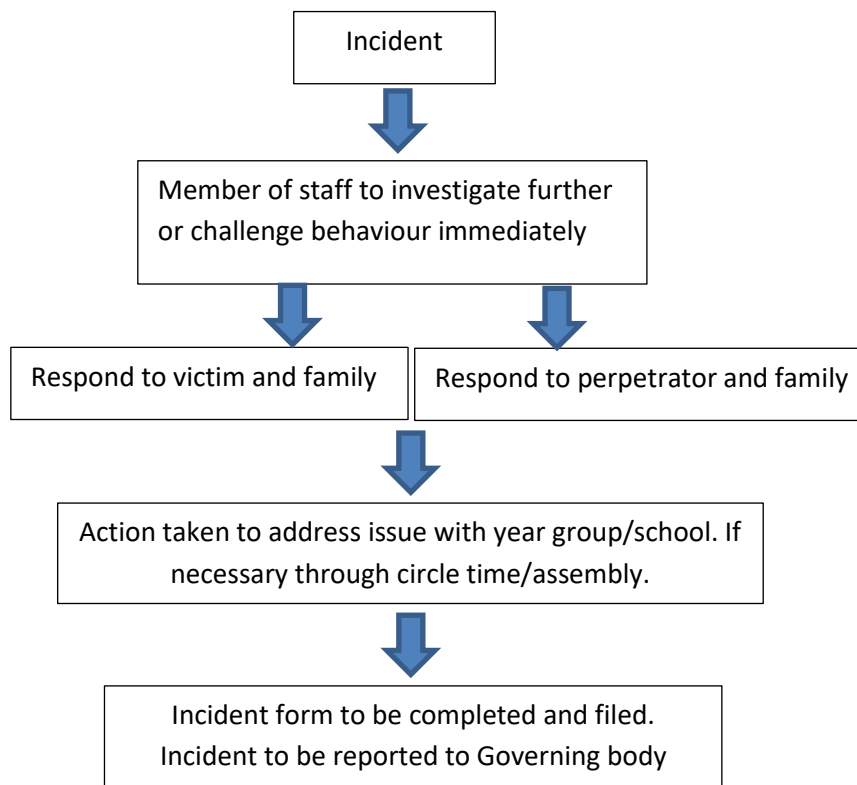 Incident
Member of staff to investigate further
or challenge behaviour immediately
Respond to victim and family
Respond to perpetrator and family
Action taken to address issue with year group/school. If
necessary through circle time/assembly.
Incident form to be completed and filed.
Incident to be reported to Governing body